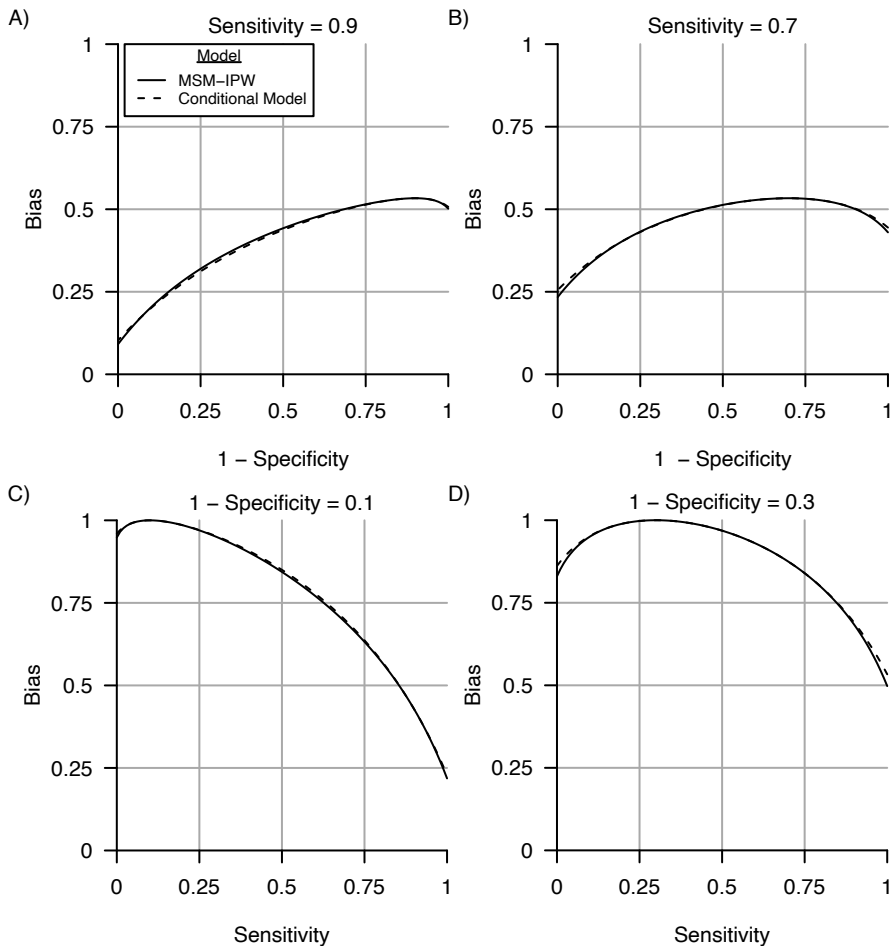 A)
Sensitivity = 0.9
1
0.75
0.5
0.25
0
Bias
Model
MSM−IPW
Conditional Model
0 0.25 0.5 0.75 1
1 − Specificity
B)
Sensitivity = 0.7
1
0.75
0.5
0.25
0
Bias
0 0.25 0.5 0.75 1
1 − Specificity
C)
1 − Specificity = 0.1
1
0.75
0.5
0.25
0
Bias
0 0.25 0.5 0.75 1
Sensitivity
D)
1 − Specificity = 0.3
1
0.75
0.5
0.25
0
Bias
0 0.25 0.5 0.75 1
Sensitivity